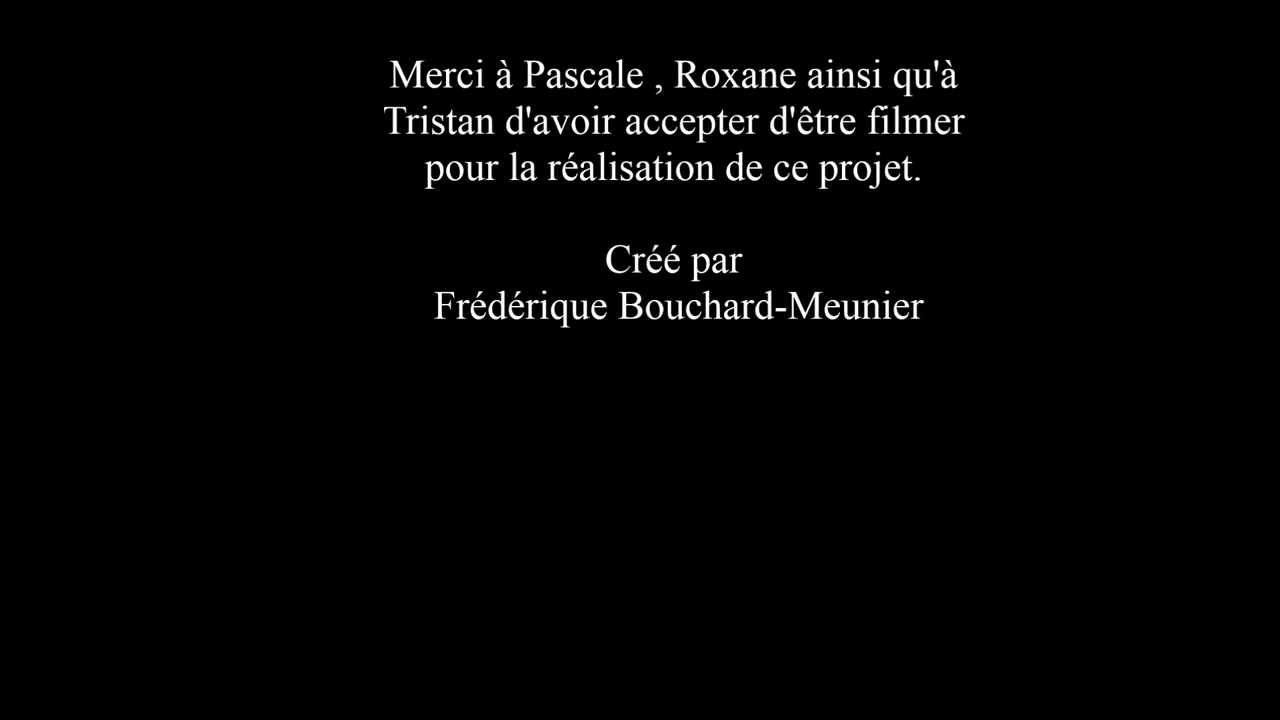 Merci à Pascale , Roxane ainsi qu'à
Tristan d'avoir accepter d'être filmer
pour la réalisation de ce projet.
Créé par
Frédérique Bouchard-Meunier